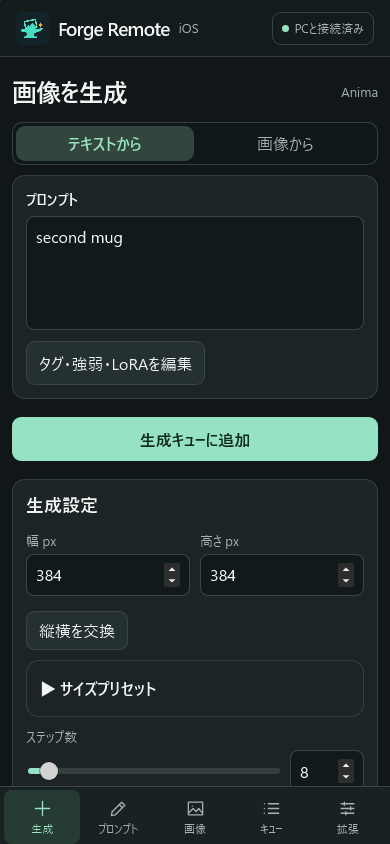 Forge Remote iOS
PCと接続済み
画像を生成
Anima
テキストから
画像から
プロンプト
second mug
タグ・強弱・LoRAを編集
生成キューに追加
生成設定
幅 px
高さ px
384
384
縦横を交換
▶ サイズプリセット
ステップ数
8
生成
プロンプト
画像
キュー
拡張